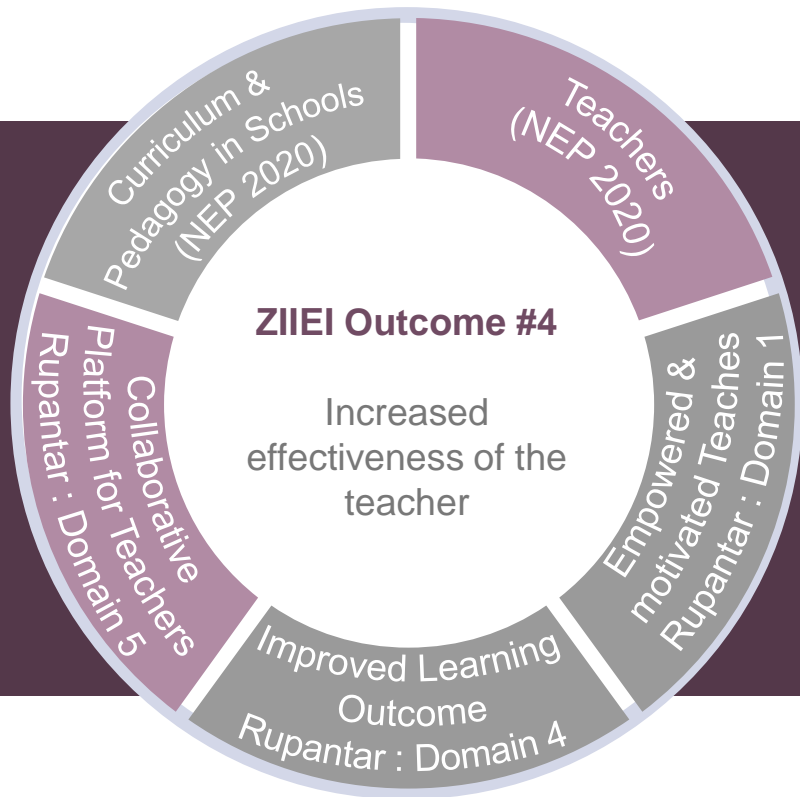 Curriculum &
Pedagogy in Schools
(NEP 2020)
Teachers
(NEP 2020)
Empowered &
motivated Teaches
Rupantar : Domain 1
Improved Learning
Outcome
Rupantar : Domain 4
Collaborative
Platform for Teachers
Rupantar : Domain 5
ZIIEI Outcome #4
Increased
effectiveness of the
teacher